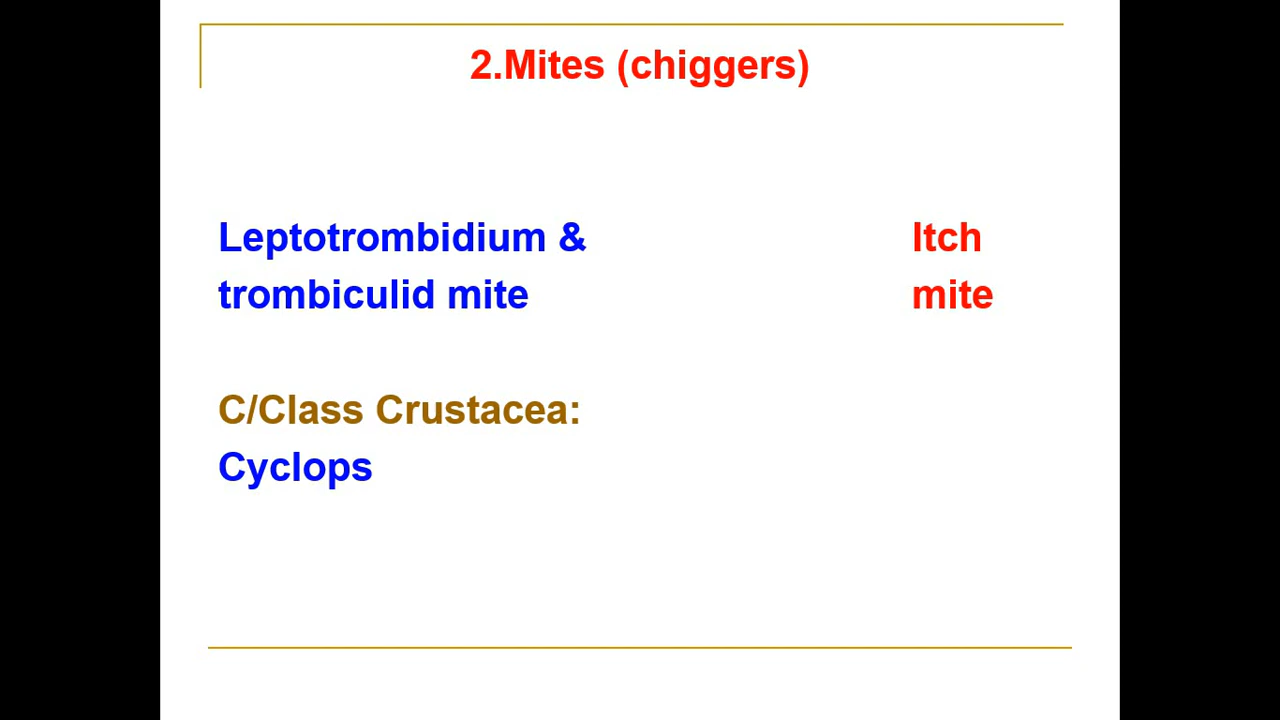 2.Mites (chiggers)
Leptotrombidium &
trombiculid mite
Itch
mite
C/Class Crustacea:
Cyclops